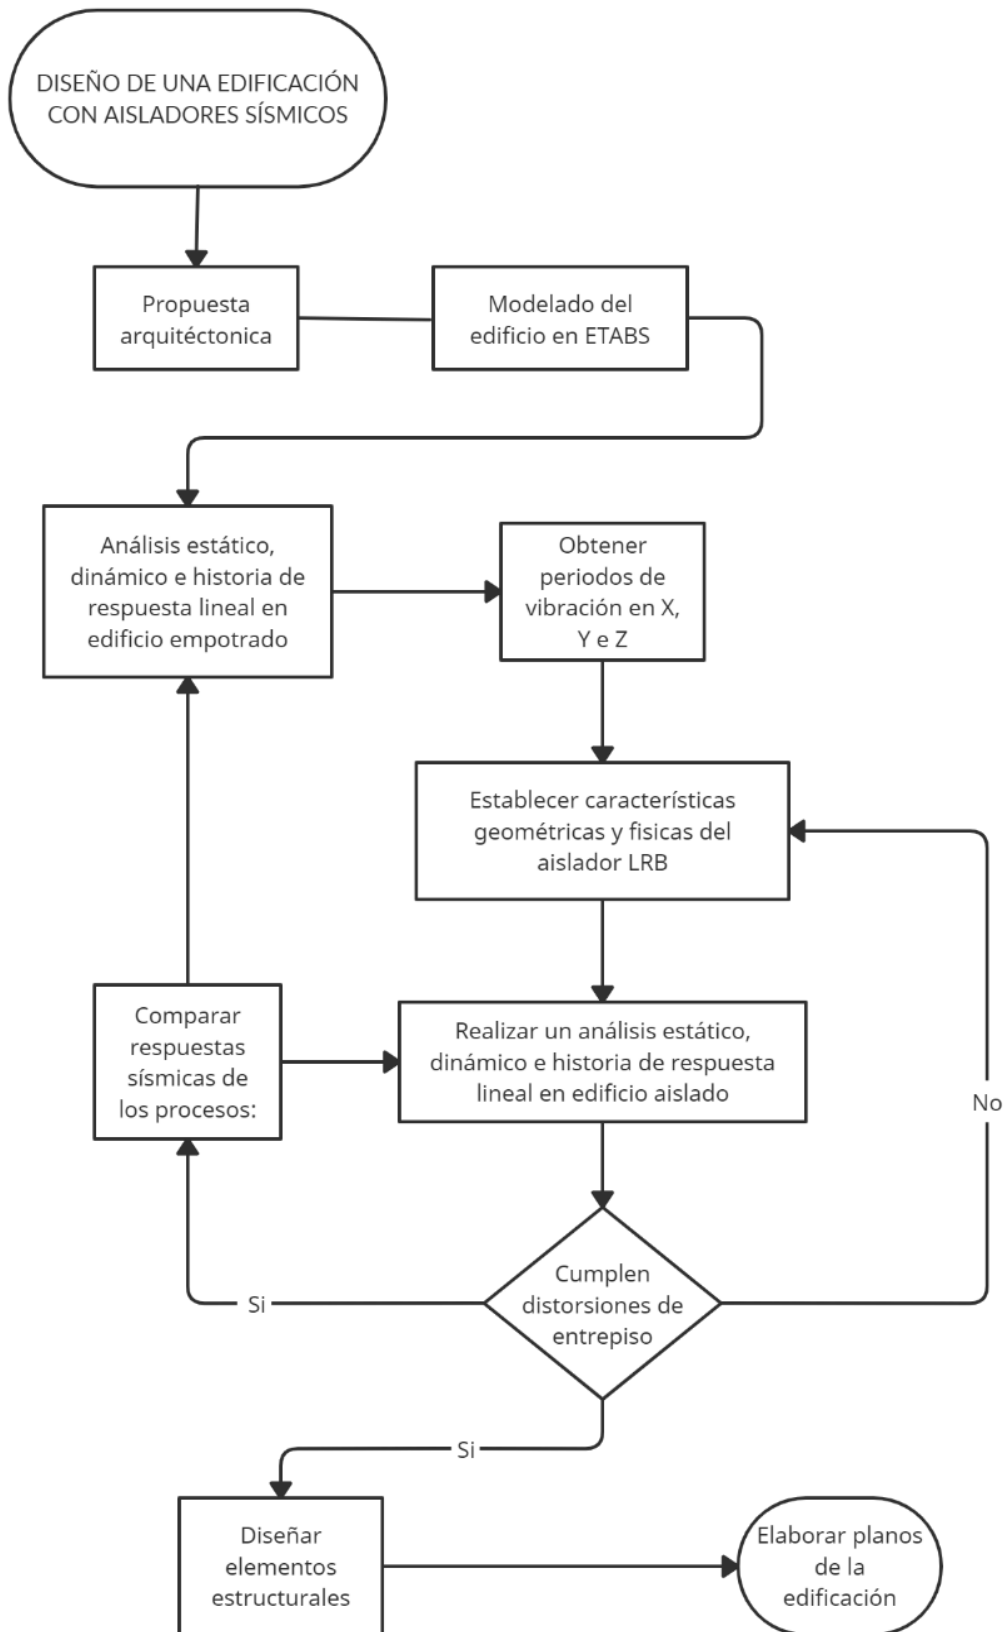 DISEÑO DE UNA EDIFICACIÓN
CON AISLADORES SÍSMICOS
Propuesta
arquitéctonica
Modelado del
edificio en ETABS
Análisis estático,
dinámico e historia de
respuesta lineal en
edificio empotrado
Obtener
periodos de
vibración en X,
Y e Z
Establecer características
geométricas y fisicas del
aislador LRB
Comparar
respuestas
sísmicas de
los procesos:
Realizar un análisis estático,
dinámico e historia de respuesta
lineal en edificio aislado
No
Cumplen
distorsiones de
entrepiso
Si
Si
Diseñar
elementos
estructurales
Elaborar planos
de la
edificación